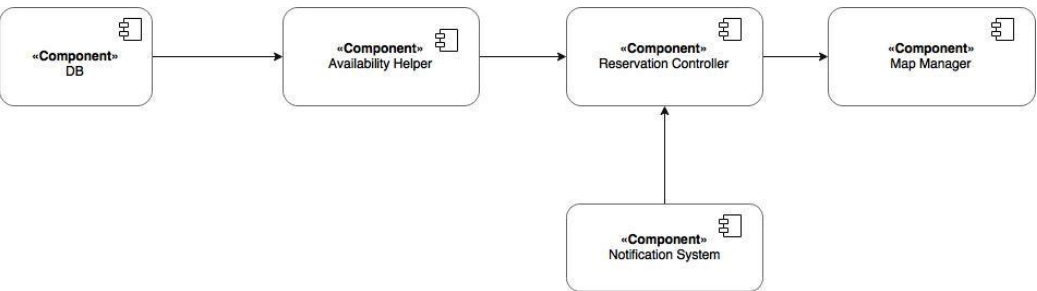 «Component»
DB
«Component»
Availability Helper
«Component»
Reservation Controller
«Component»
Map Manager
«Component»
Notification System